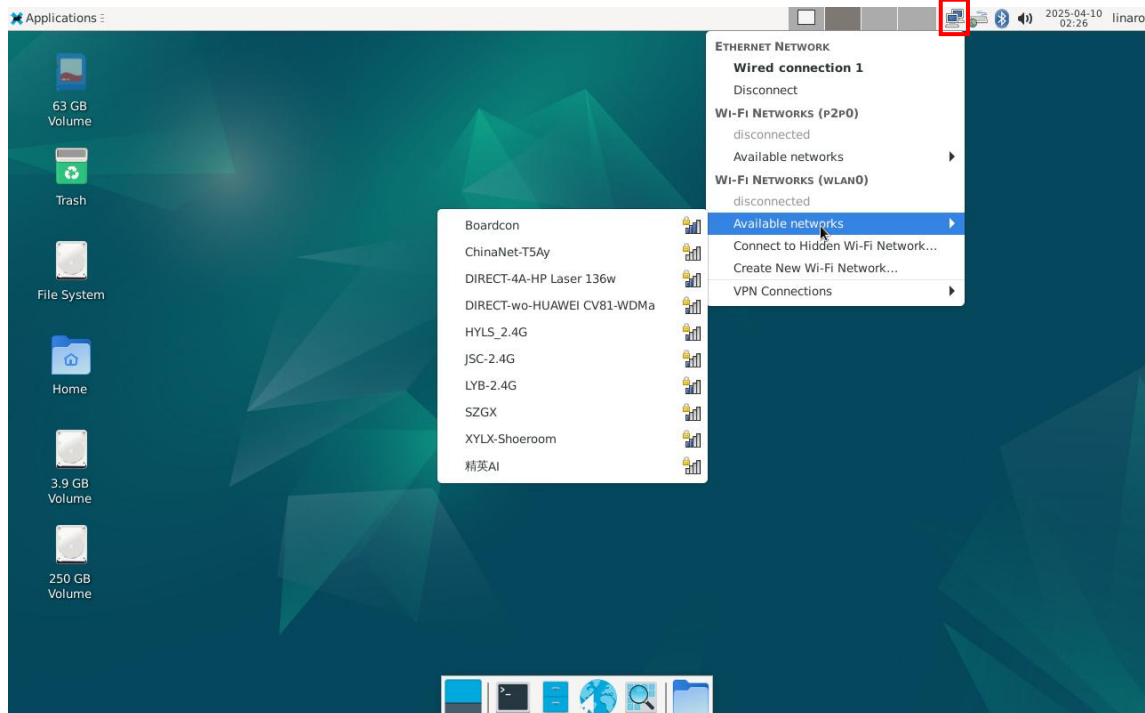 Applications
2025-04-10
02:26
linaro
63 GB
Volume
Trash
File System
Home
3.9 GB
Volume
250 GB
Volume
ETHERNET NETWORK
Wired connection 1
Disconnect
WI-FI NETWORKS (P2P0)
disconnected
Available networks
WI-FI NETWORKS (WLAN0)
disconnected
Available networks
Connect to Hidden Wi-Fi Network...
Create New Wi-Fi Network...
VPN Connections
Boardcon
ChinaNet-T5Ay
DIRECT-4A-HP Laser 136w
DIRECT-wo-HUAWEI CV81-WDMa
HYLS_2.4G
JSC-2.4G
LYB-2.4G
SZGX
XYLX-Shoeroom
精英AI